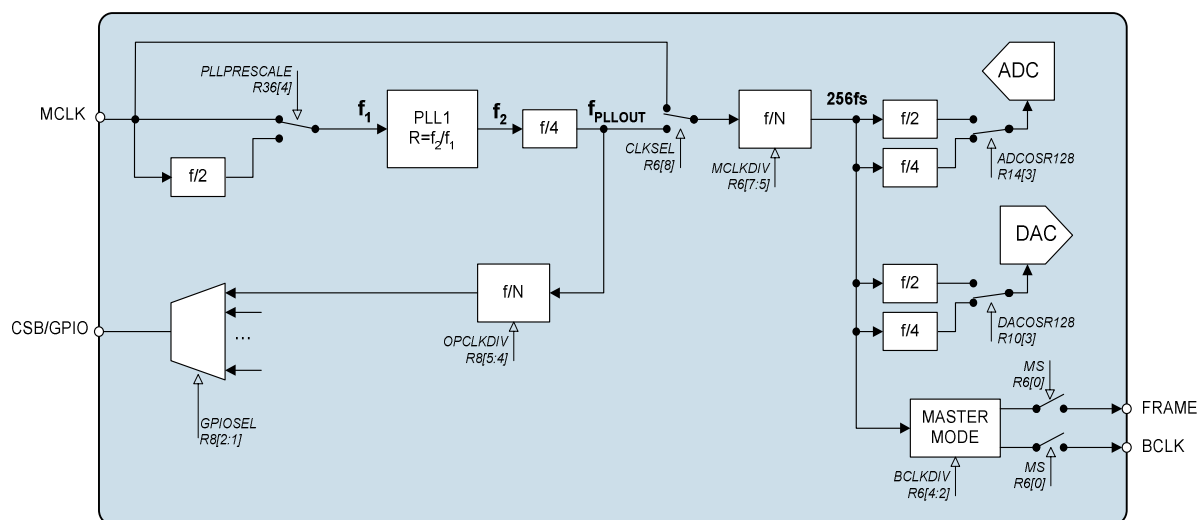 PLLPRESCALE
R36[4]
MCLK
f1
PLL1
R=f2/f1
f2
f/4
fPLLOUT
f/2
CLKSEL
R6[8]
f/N
MCLKDIV
R6[7:5]
256fs
f/2
f/4
ADC
ADCOSR128
R14[3]
DAC
f/2
f/4
DACOSR128
R10[3]
CSB/GPIO
...
GPIOSEL
R8[2:1]
f/N
OPCLKDIV
R8[5:4]
MASTER
MODE
BCLKDIV
R6[4:2]
MS
R6[0]
FRAME
BCLK
MS
R6[0]